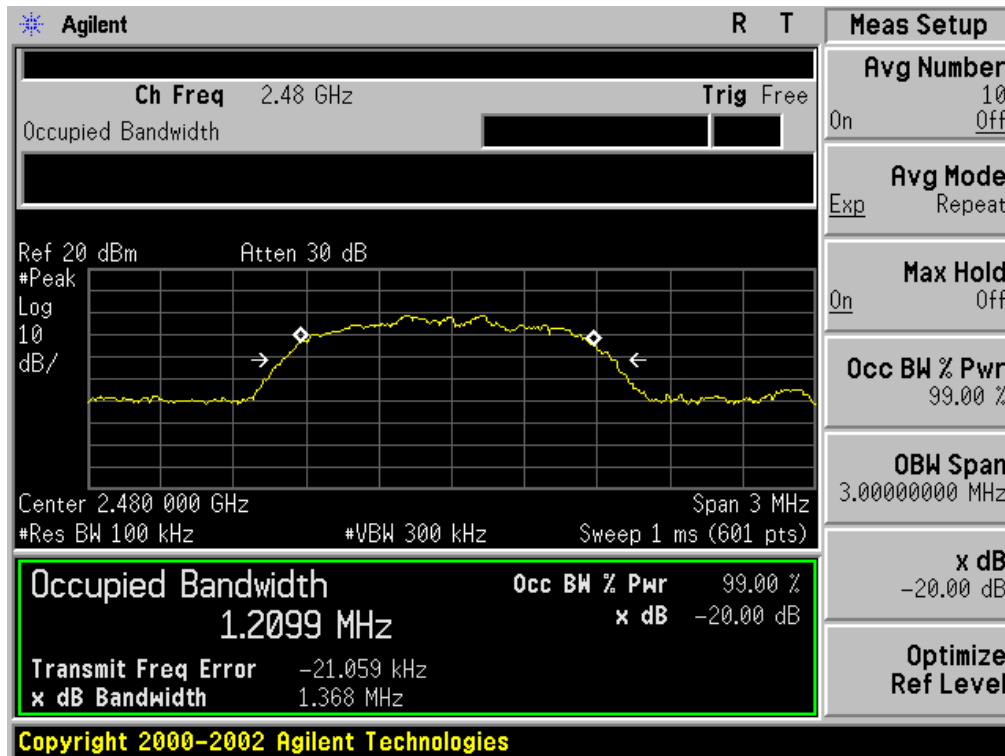 Agilent R T
Ch Freq 2.48 GHz Trig Free
Occupied Bandwidth
Ref 20 dBm Atten 30 dB
#Peak
Log
10
dB/
Center 2.480 000 GHz Span 3 MHz
#Res BW 100 kHz #VBW 300 kHz Sweep 1 ms (601 pts)
Occupied Bandwidth Occ BW % Pwr 99.00 %
1.2099 MHz x dB -20.00 dB
Transmit Freq Error -21.059 kHz
x dB Bandwidth 1.368 MHz
Copyright 2000-2002 Agilent Technologies
Meas Setup
Avg Number
10
On Off
Avg Mode
Exp Repeat
Max Hold
On Off
Occ BW % Pwr
99.00 %
OBW Span
3.00000000 MHz
x dB
-20.00 dB
Optimize
Ref Level